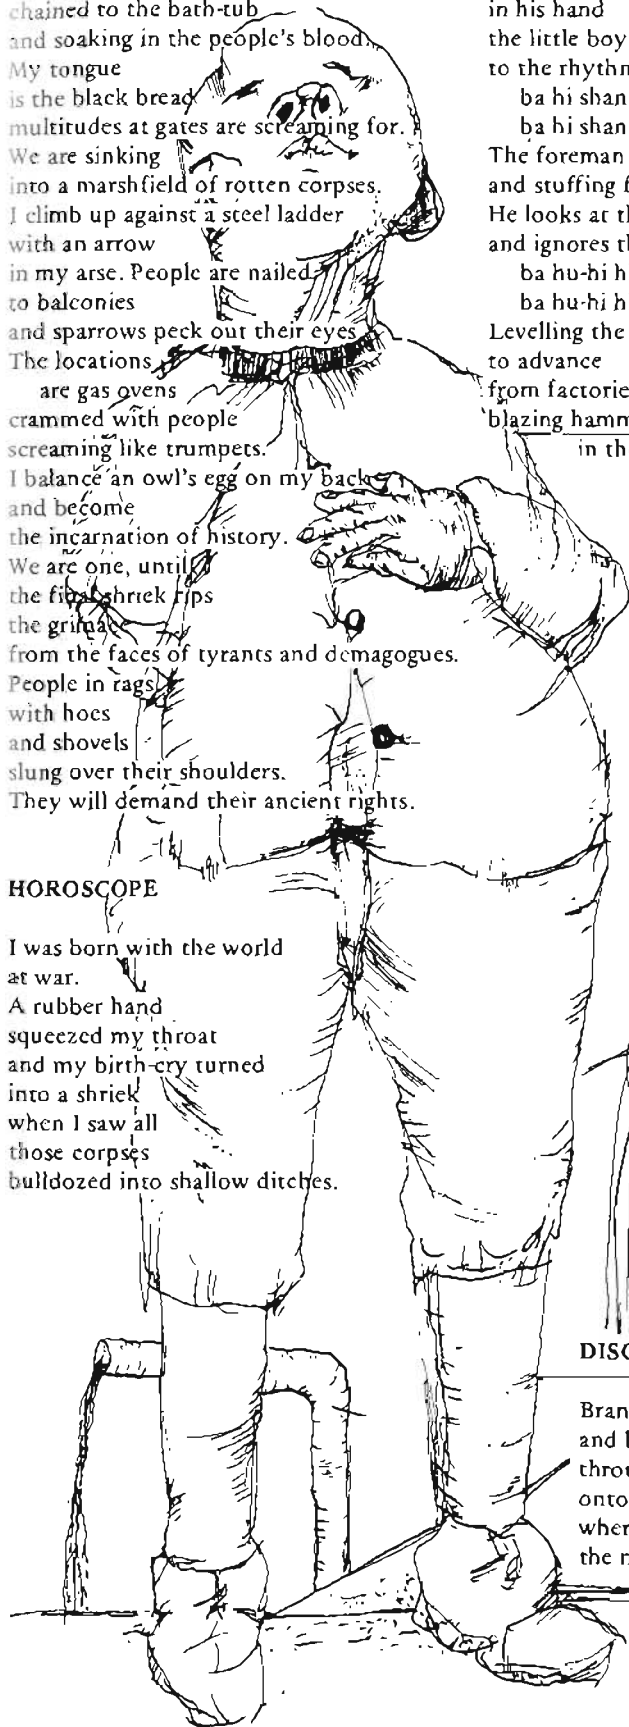 chained to the bath-tub
and soaking in the people's blood.
My tongue
is the black bread
multitudes at gates are screaming for.
We are sinking
into a marshfield of rotten corpses.
I climb up against a steel ladder
with an arrow
in my arse. People are nailed
to balconies
and sparrows peck out their eyes
The locations
are gas ovens
crammed with people
screaming like trumpets.
I balance an owl's egg on my back
and become
the incarnation of history.
We are one, until
the final shriek rips
the grimace
from the faces of tyrants and demagogues.
People in rags
with hoes
and shovels
slung over their shoulders.
They will demand their ancient rights.
HOROSCOPE
I was born with the world
at war.
A rubber hand
squeezed my throat
and my birth-cry turned
into a shriek
when I saw all
those corpses
bulldozed into shallow ditches.
in his hand
the little boy
to the rhythm
ba hi shan
ba hi shan
The foreman
and stuffing f
He looks at th
and ignores th
ba hu-hi h
ba hu-hi h
Levelling the
to advance
from factorie
blazing hamm
in th
DISC
Bran
and l
throu
onto
wher
the r